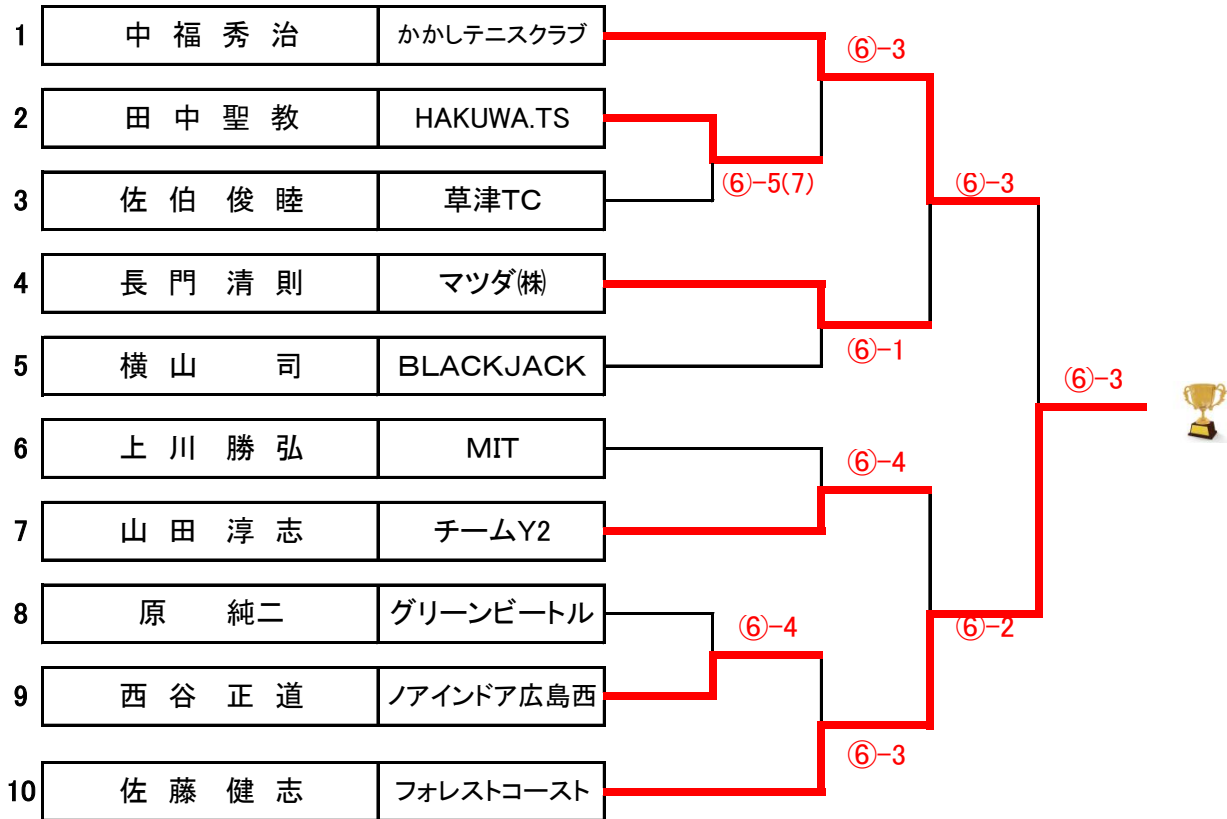 1 中福秀治 かかしテニスクラブ
⑥-3
2 田中聖教 HAKUWA.TS
⑥-5(7)
⑥-3
3 佐伯俊睦 草津TC
4 長門清則 マツダ㈱
⑥-1
5 横山 司 BLACKJACK
⑥-3
6 上川勝弘 MIT
⑥-4
7 山田淳志 チームY2
8 原 純二 グリーンビートル
⑥-4
⑥-2
9 西谷正道 ノアインドア広島西
⑥-3
10 佐藤健志 フォレストコースト